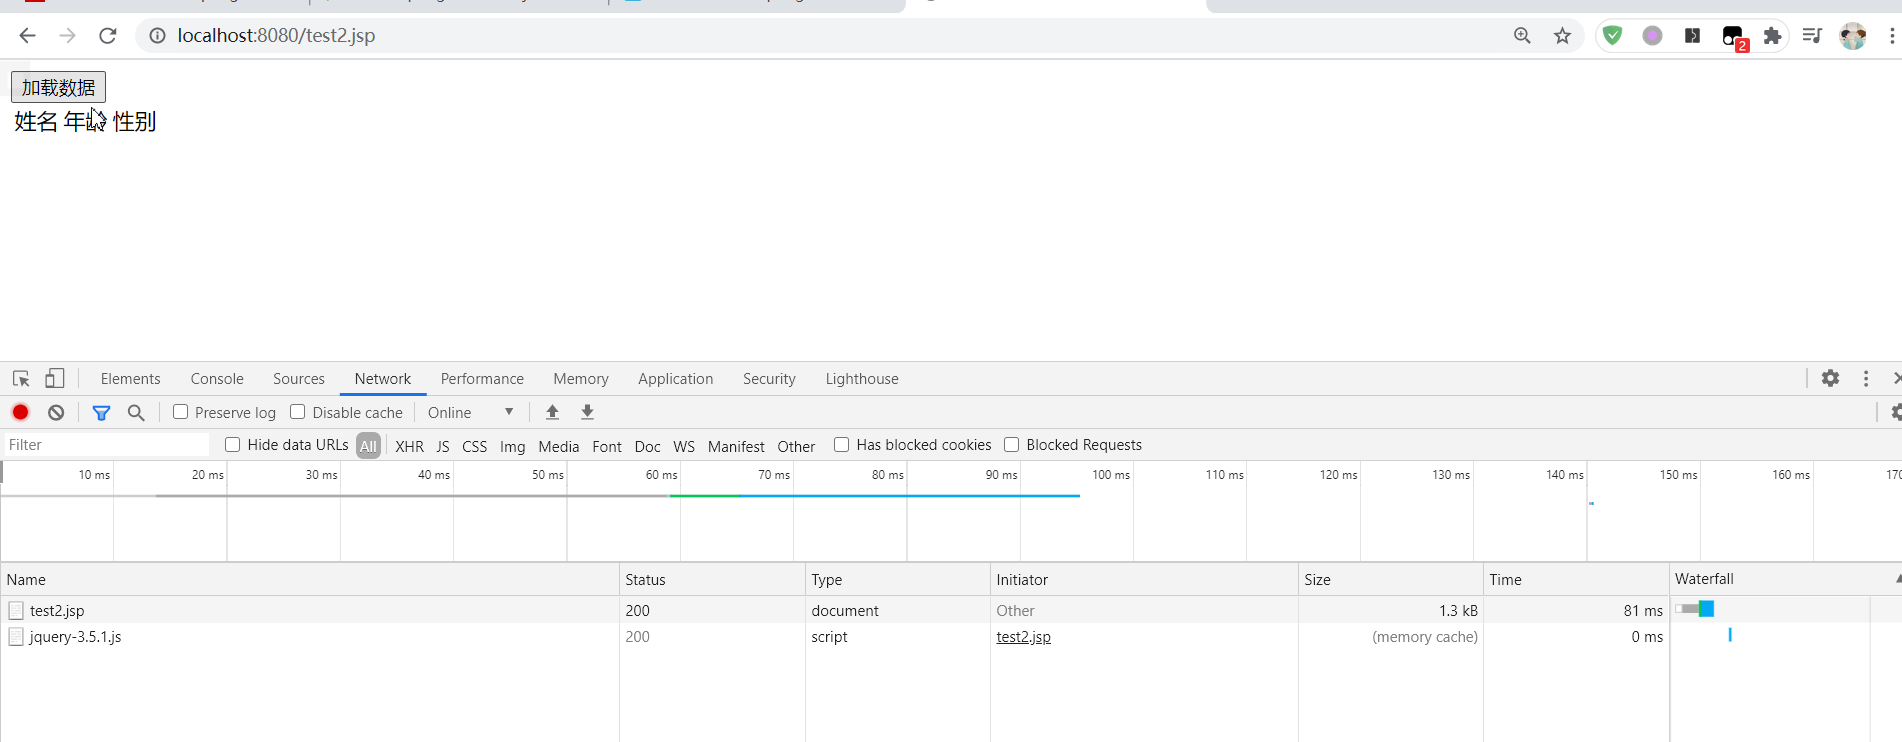 localhost:8080/test2.jsp
2
加载数据
姓名 年龄 性别
Elements Console Sources Network Performance Memory Application Security Lighthouse
Preserve log Disable cache Online
Filter Hide data URLs All XHR JS CSS Img Media Font Doc WS Manifest Other Has blocked cookies Blocked Requests
10 ms 20 ms 30 ms 40 ms 50 ms 60 ms 70 ms 80 ms 90 ms 100 ms 110 ms 120 ms 130 ms 140 ms 150 ms 160 ms
Name Status Type Initiator Size Time Waterfall
test2.jsp 200 document Other 1.3 kB 81 ms
jquery-3.5.1.js 200 script test2.jsp (memory cache) 0 ms